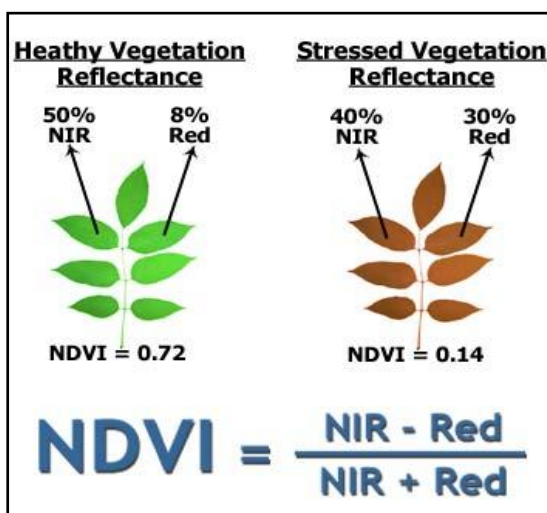 Heathy Vegetation
Reflectance
50%
NIR
8%
Red
NDVI = 0.72
Stressed Vegetation
Reflectance
40%
NIR
30%
Red
NDVI = 0.14
NDVI = NIR - Red
NIR + Red